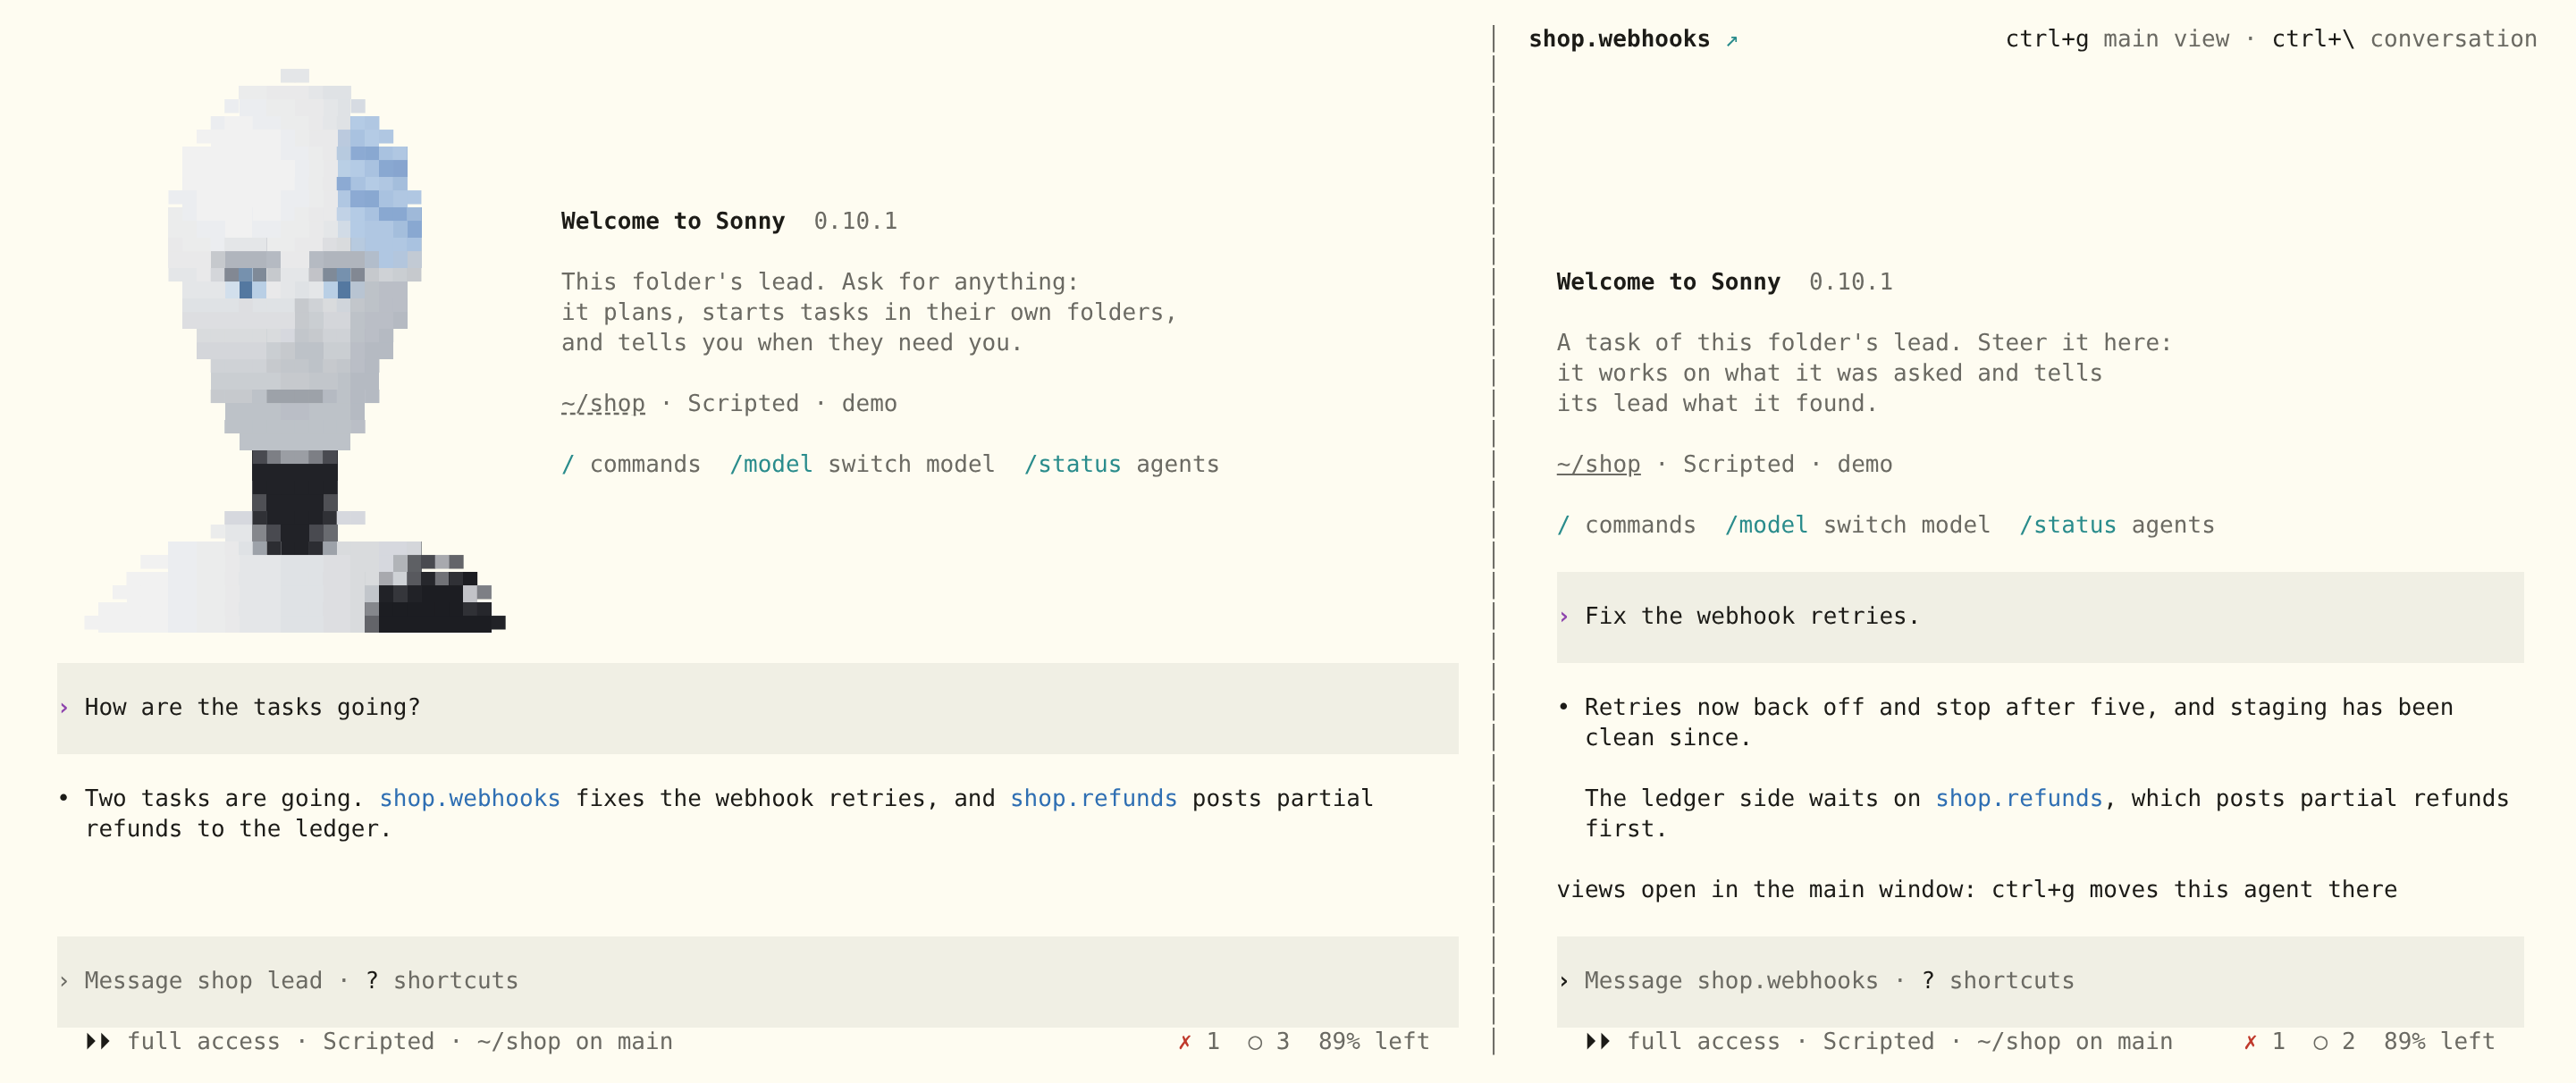 shop.webhooks ↗ ctrl+g main view · ctrl+\ conversation
Welcome to Sonny 0.10.1
This folder's lead. Ask for anything:
it plans, starts tasks in their own folders,
and tells you when they need you.
~/shop · Scripted · demo
/ commands /model switch model /status agents
› How are the tasks going?
• Two tasks are going. shop.webhooks fixes the webhook retries, and shop.refunds posts partial
refunds to the ledger.
› Message shop lead · ? shortcuts
⏵⏵ full access · Scripted · ~/shop on main ✗ 1 ○ 3 89% left
Welcome to Sonny 0.10.1
A task of this folder's lead. Steer it here:
it works on what it was asked and tells
its lead what it found.
~/shop · Scripted · demo
/ commands /model switch model /status agents
› Fix the webhook retries.
• Retries now back off and stop after five, and staging has been
clean since.
The ledger side waits on shop.refunds, which posts partial refunds
first.
views open in the main window: ctrl+g moves this agent there
› Message shop.webhooks · ? shortcuts
⏵⏵ full access · Scripted · ~/shop on main ✗ 1 ○ 2 89% left